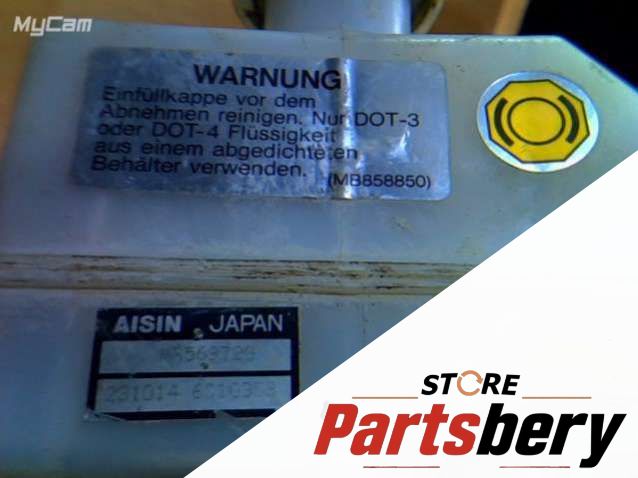 MyCam
WARNUNG
Einfüllkappe vor dem
Abnehmen reinigen. Nur DOT-3
oder DOT-4 Flüssigkeit
aus einem abgedichteten
Behälter verwenden.
(MB858850)
AISIN JAPAN
231014
STORE
Partsbery